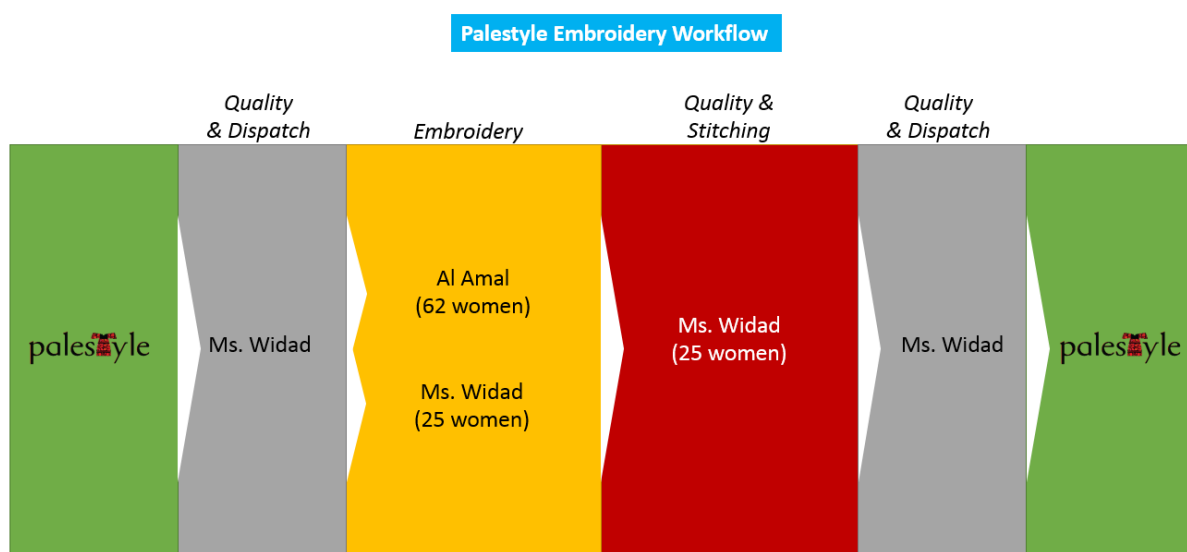 Palestyle Embroidery Workflow
Quality
& Dispatch
Embroidery
Quality &
Stitching
Quality
& Dispatch
palestyle
Ms. Widad
Al Amal
(62 women)
Ms. Widad
(25 women)
Ms. Widad
(25 women)
Ms. Widad
palestyle